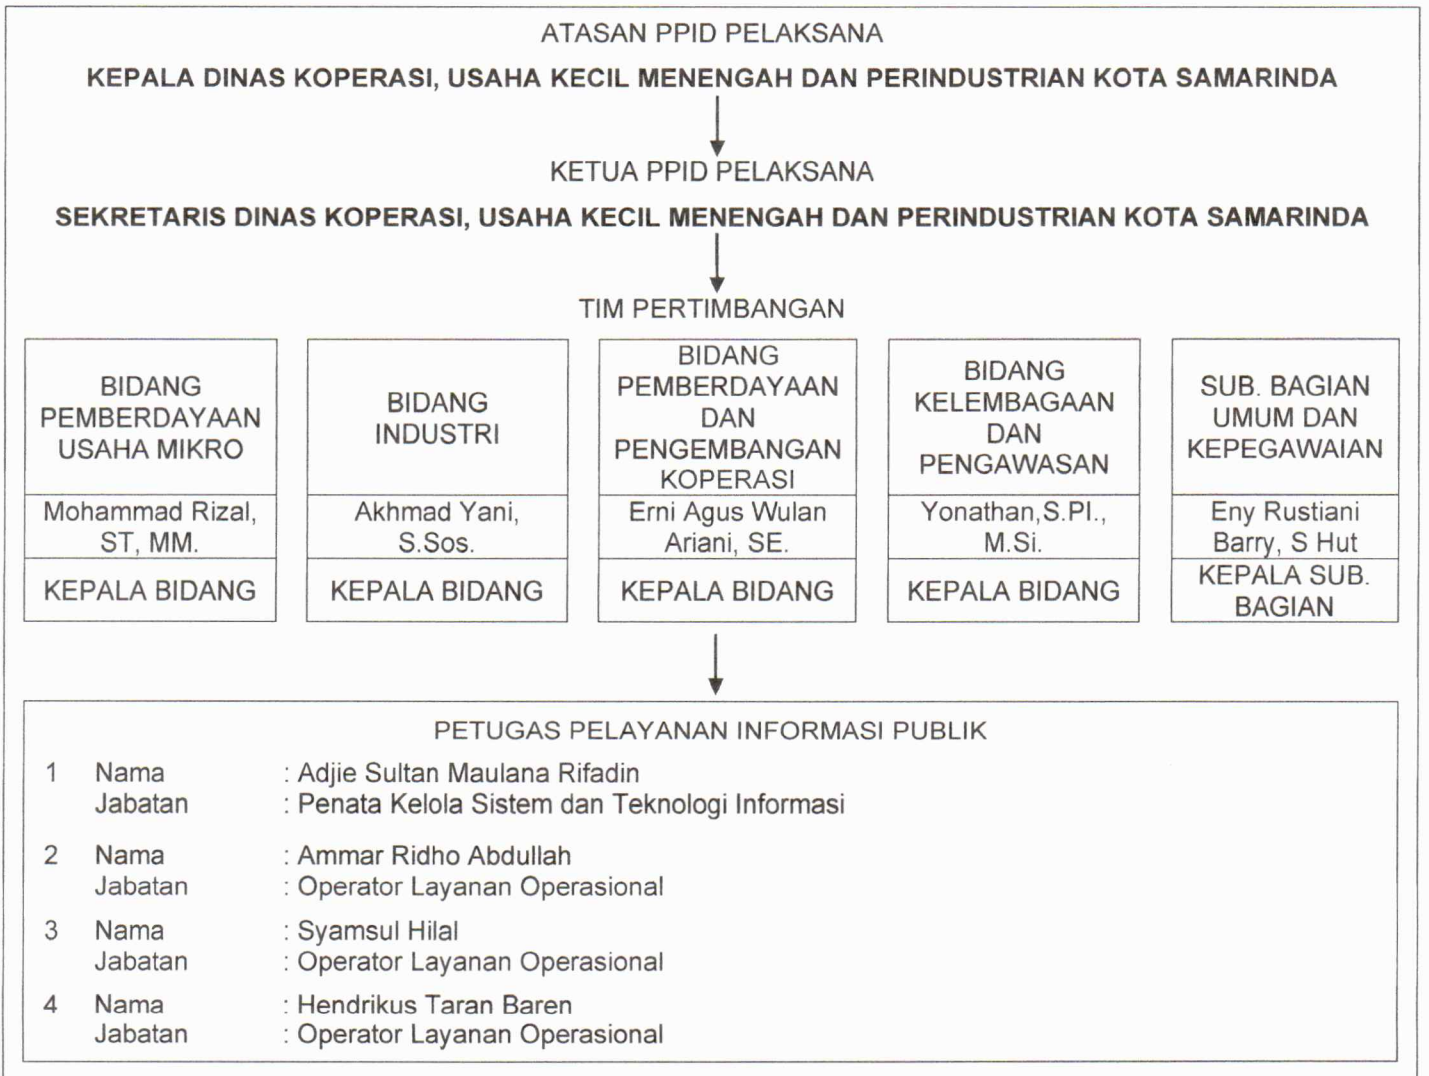 ATASAN PPID PELAKSANA
KEPALA DINAS KOPERASI, USAHA KECIL MENENGAH DAN PERINDUSTRIAN KOTA SAMARINDA
KETUA PPID PELAKSANA
SEKRETARIS DINAS KOPERASI, USAHA KECIL MENENGAH DAN PERINDUSTRIAN KOTA SAMARINDA
TIM PERTIMBANGAN
BIDANG
PEMBERDAYAAN
USAHA MIKRO
Mohammad Rizal,
ST, MM.
KEPALA BIDANG
BIDANG
INDUSTRI
Akhmad Yani,
S.Sos.
KEPALA BIDANG
BIDANG
PEMBERDAYAAN
DAN
PENGEMBANGAN
KOPERASI
Erni Agus Wulan
Ariani, SE.
KEPALA BIDANG
BIDANG
KELEMBAGAAN
DAN
PENGAWASAN
Yonathan,S.PI.,
M.Si.
KEPALA BIDANG
SUB. BAGIAN
UMUM DAN
KEPEGAWAIAN
Eny Rustiani
Barry, S Hut
KEPALA SUB.
BAGIAN
PETUGAS PELAYANAN INFORMASI PUBLIK
1 Nama : Adjie Sultan Maulana Rifadin
Jabatan : Penata Kelola Sistem dan Teknologi Informasi
2 Nama : Ammar Ridho Abdullah
Jabatan : Operator Layanan Operasional
3 Nama : Syamsul Hilal
Jabatan : Operator Layanan Operasional
4 Nama : Hendrikus Taran Baren
Jabatan : Operator Layanan Operasional